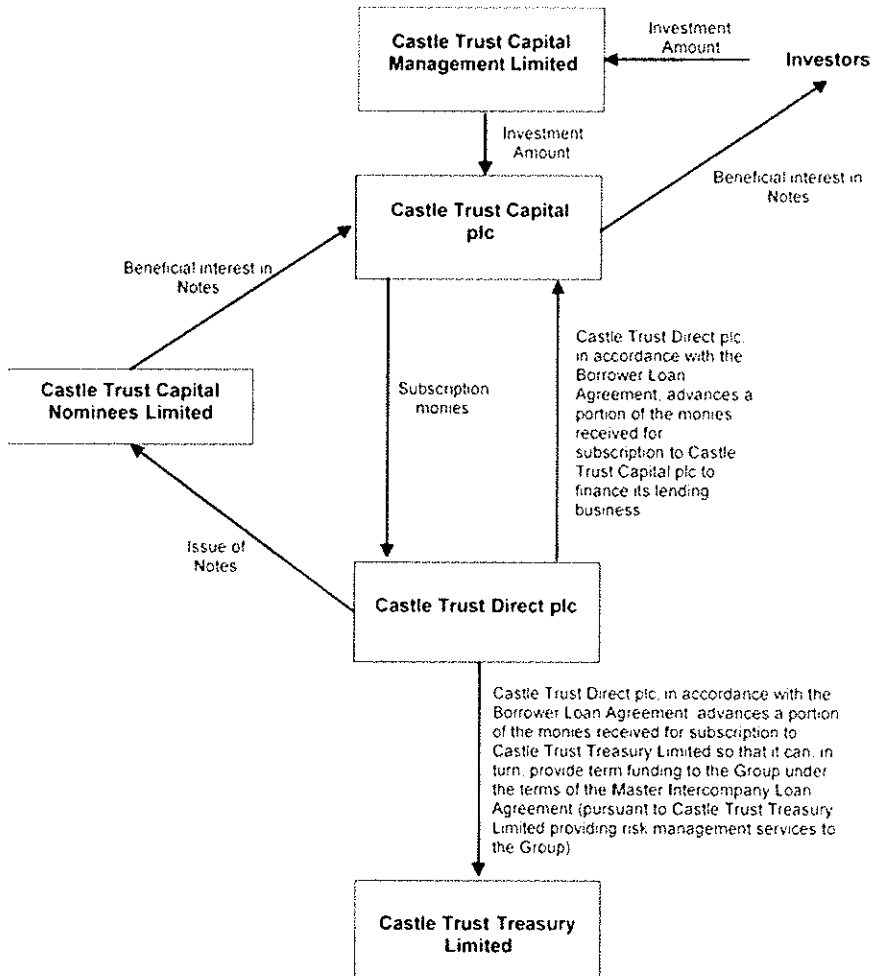 Castle Trust Capital
Management Limited
Investment
Amount
Investors
Investment
Amount
Castle Trust Capital
plc
Beneficial interest in
Notes
Beneficial interest in
Notes
Castle Trust Capital
Nominees Limited
Subscription
monies
Castle Trust Direct plc,
in accordance with the
Borrower Loan
Agreement, advances a
portion of the monies
received for
subscription to Castle
Trust Capital plc to
finance its lending
business
Issue of
Notes
Castle Trust Direct plc
Castle Trust Direct plc, in accordance with the
Borrower Loan Agreement advances a portion
of the monies received for subscription to
Castle Trust Treasury Limited so that it can, in
turn, provide term funding to the Group under
the terms of the Master Intercompany Loan
Agreement (pursuant to Castle Trust Treasury
Limited providing risk management services to
the Group)
Castle Trust Treasury
Limited